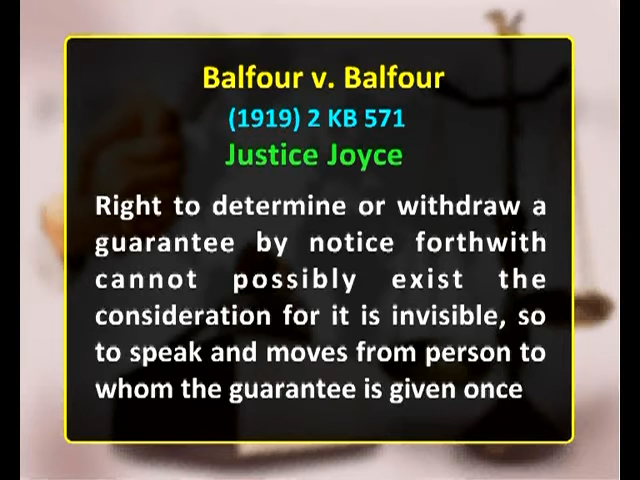 Balfour v. Balfour
(1919) 2 KB 571
Justice Joyce
Right to determine or withdraw a
guarantee by notice forthwith
cannot possibly exist the
consideration for it is invisible, so
to speak and moves from person to
whom the guarantee is given once